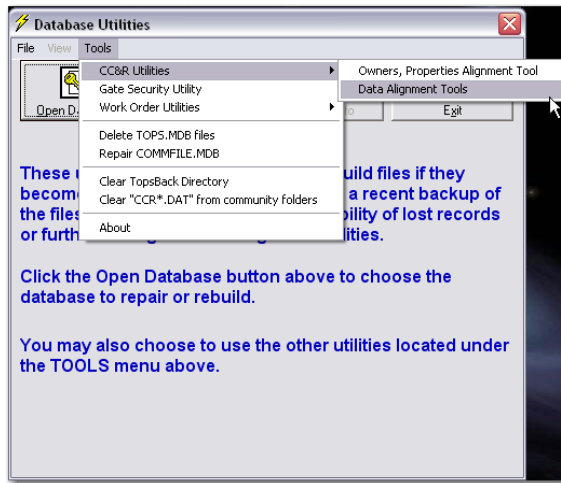 Database Utilities
File View Tools
CC&R Utilities
Gate Security Utility
Work Order Utilities
Delete TOPS.MDB files
Repair COMMFILE.MDB
Clear TopsBack Directory
Clear "CCR*.DAT" from community folders
About
Owners, Properties Alignment Tool
Data Alignment Tools
Open D
Exit
These
uild files if they
becom
a recent backup of
the files
bility of lost records
or furth
lities.
Click the Open Database button above to choose the
database to repair or rebuild.
You may also choose to use the other utilities located under
the TOOLS menu above.